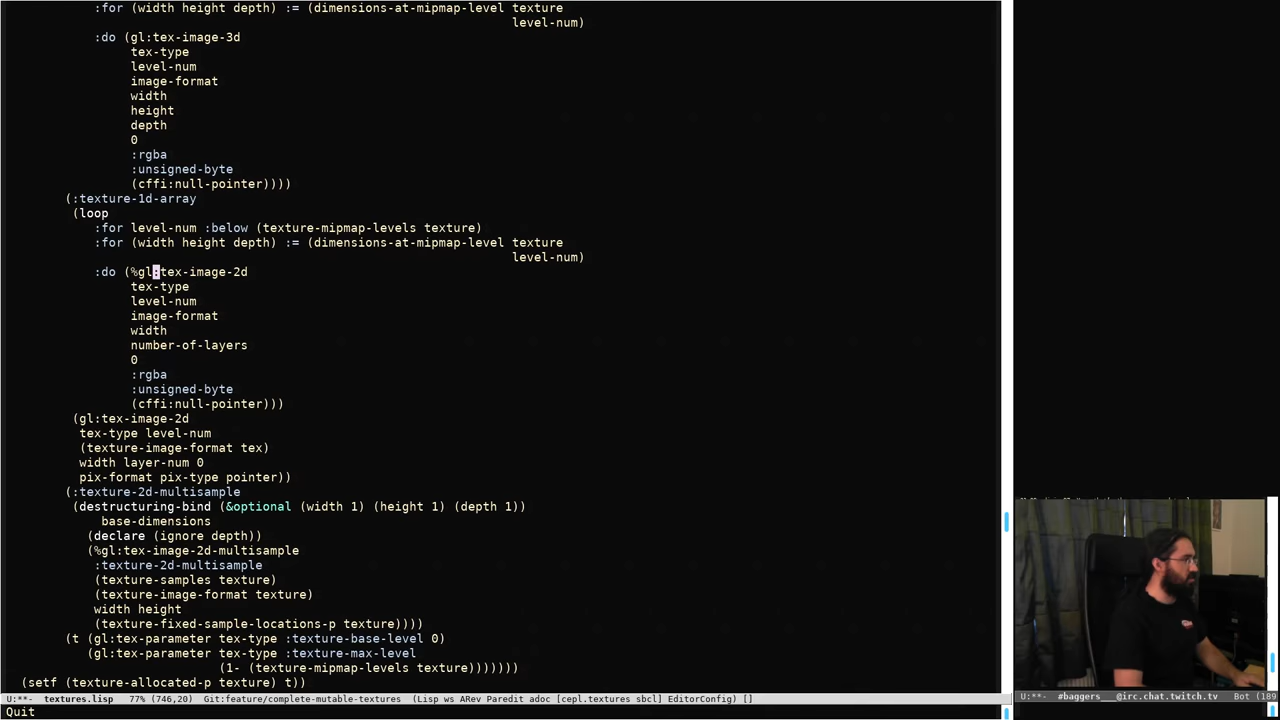 :for (width height depth) := (dimensions-at-mipmap-level texture
level-num)
:do (gl:tex-image-3d
tex-type
level-num
image-format
width
height
depth
0
:rgba
:unsigned-byte
(cffi:null-pointer))))
(:texture-1d-array
(loop
:for level-num :below (texture-mipmap-levels texture)
:for (width height depth) := (dimensions-at-mipmap-level texture
level-num)
:do (%gl:tex-image-2d
tex-type
level-num
image-format
width
number-of-layers
0
:rgba
:unsigned-byte
(cffi:null-pointer)))
(gl:tex-image-2d
tex-type level-num
(texture-image-format tex)
width layer-num 0
pix-format pix-type pointer))
(:texture-2d-multisample
(destructuring-bind (&optional (width 1) (height 1) (depth 1))
base-dimensions
(declare (ignore depth))
(%gl:tex-image-2d-multisample
:texture-2d-multisample
(texture-samples texture)
(texture-image-format texture)
width height
(texture-fixed-sample-locations-p texture))))
(t (gl:tex-parameter tex-type :texture-base-level 0)
(gl:tex-parameter tex-type :texture-max-level
(1- (texture-mipmap-levels texture)))))))
(setf (texture-allocated-p texture) t))
U:**- textures.lisp 77% (746,20) Git:feature/complete-mutable-textures (Lisp ws ARev Paredit adoc [cepl.textures sbcl] EditorConfig) []
U:**- #baggers__@irc.chat.twitch.tv Bot (189
Quit